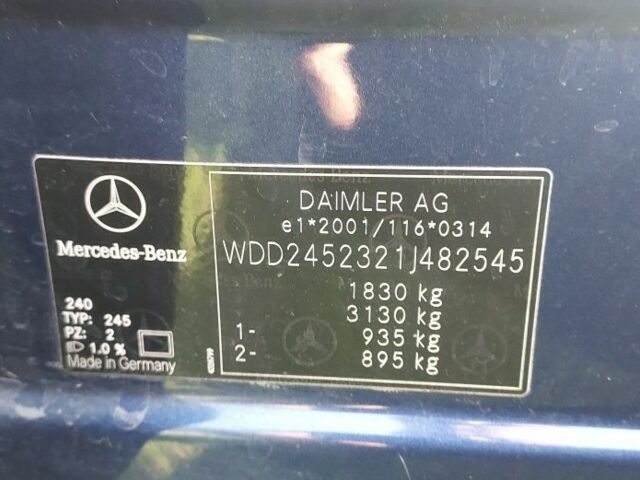 Mercedes-Benz
DAIMLER AG
e1*2001/116*0314
WDD2452321J482545
1830 kg
3130 kg
1- 935 kg
2- 895 kg
240
TYP: 245
PZ: 2
1.0 %
Made in Germany